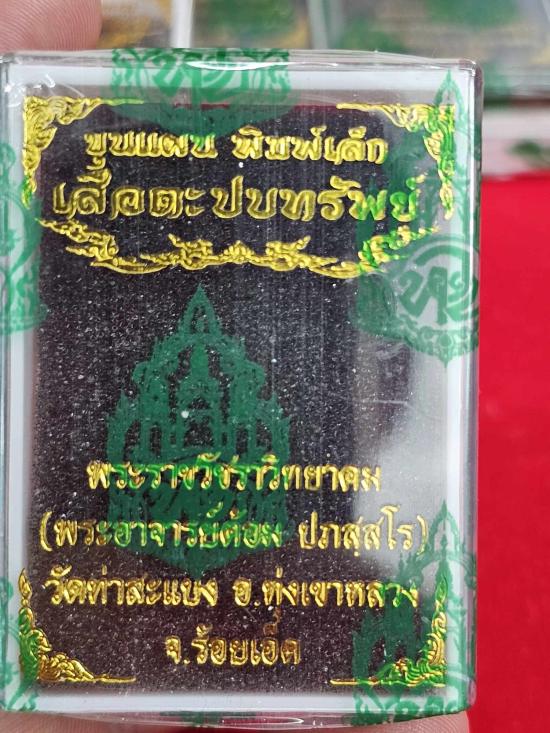 ขุนแผน พิมพ์เล็ก
เสือตะปบทรัพย์
พระราชวัชราวิทยาคม
(พระอาจารย์ต้อม ปภสฺสโร)
วัดท่าสะแบง อ.ทุ่งเขาหลวง
จ.ร้อยเอ็ด